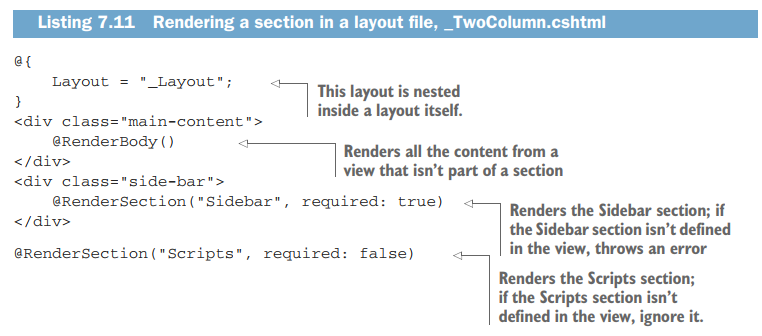 Listing 7.11 Rendering a section in a layout file, _TwoColumn.cshtml
@{
    Layout = "_Layout";
}
This layout is nested
inside a layout itself.
<div class="main-content">
    @RenderBody()
</div>
Renders all the content from a
view that isn't part of a section
<div class="side-bar">
    @RenderSection("Sidebar", required: true)
</div>
Renders the Sidebar section; if
the Sidebar section isn't defined
in the view, throws an error
@RenderSection("Scripts", required: false)
Renders the Scripts section;
if the Scripts section isn't
defined in the view, ignore it.